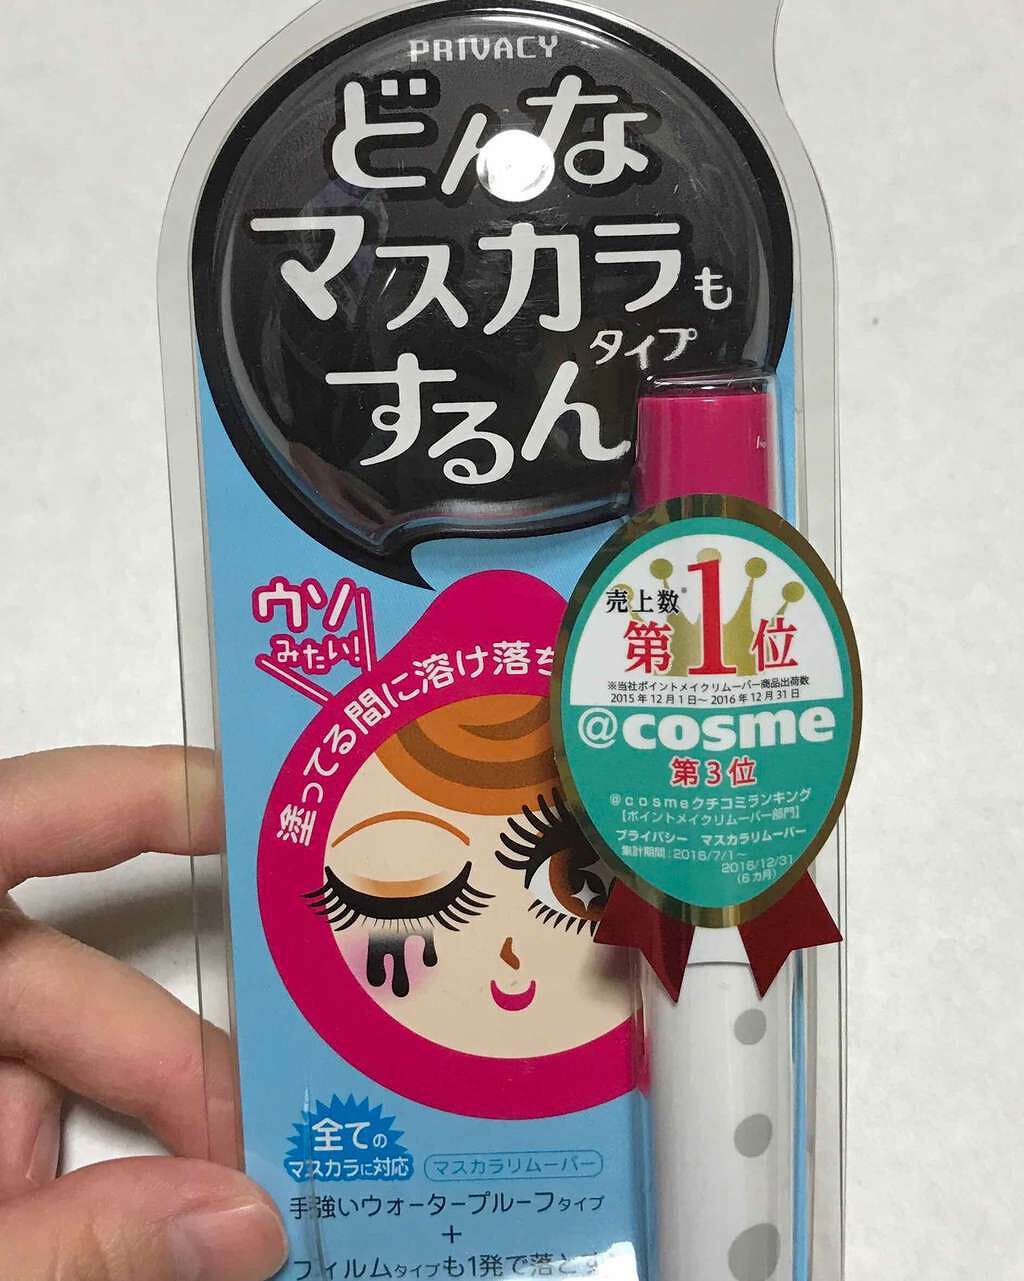 PRIVACY
どんな
マスカラも
タイプ
するん
ウソ
みたい!
塗ってる間に溶け落ち
売上数※
第1位
※当社ポイントメイクリムーバー商品出荷数
2015年12月1日~2016年12月31日
@cosme
第3位
@cosmeクチコミランキング
【ポイントメイクリムーバー部門】
プライバシー マスカラリムーバー
集計期間:2016/7/1~
2016/12/31
(6カ月)
全ての
マスカラに対応
マスカラリムーバー
手強いウォータープルーフタイプ
+
フィルムタイプも1発で落とす